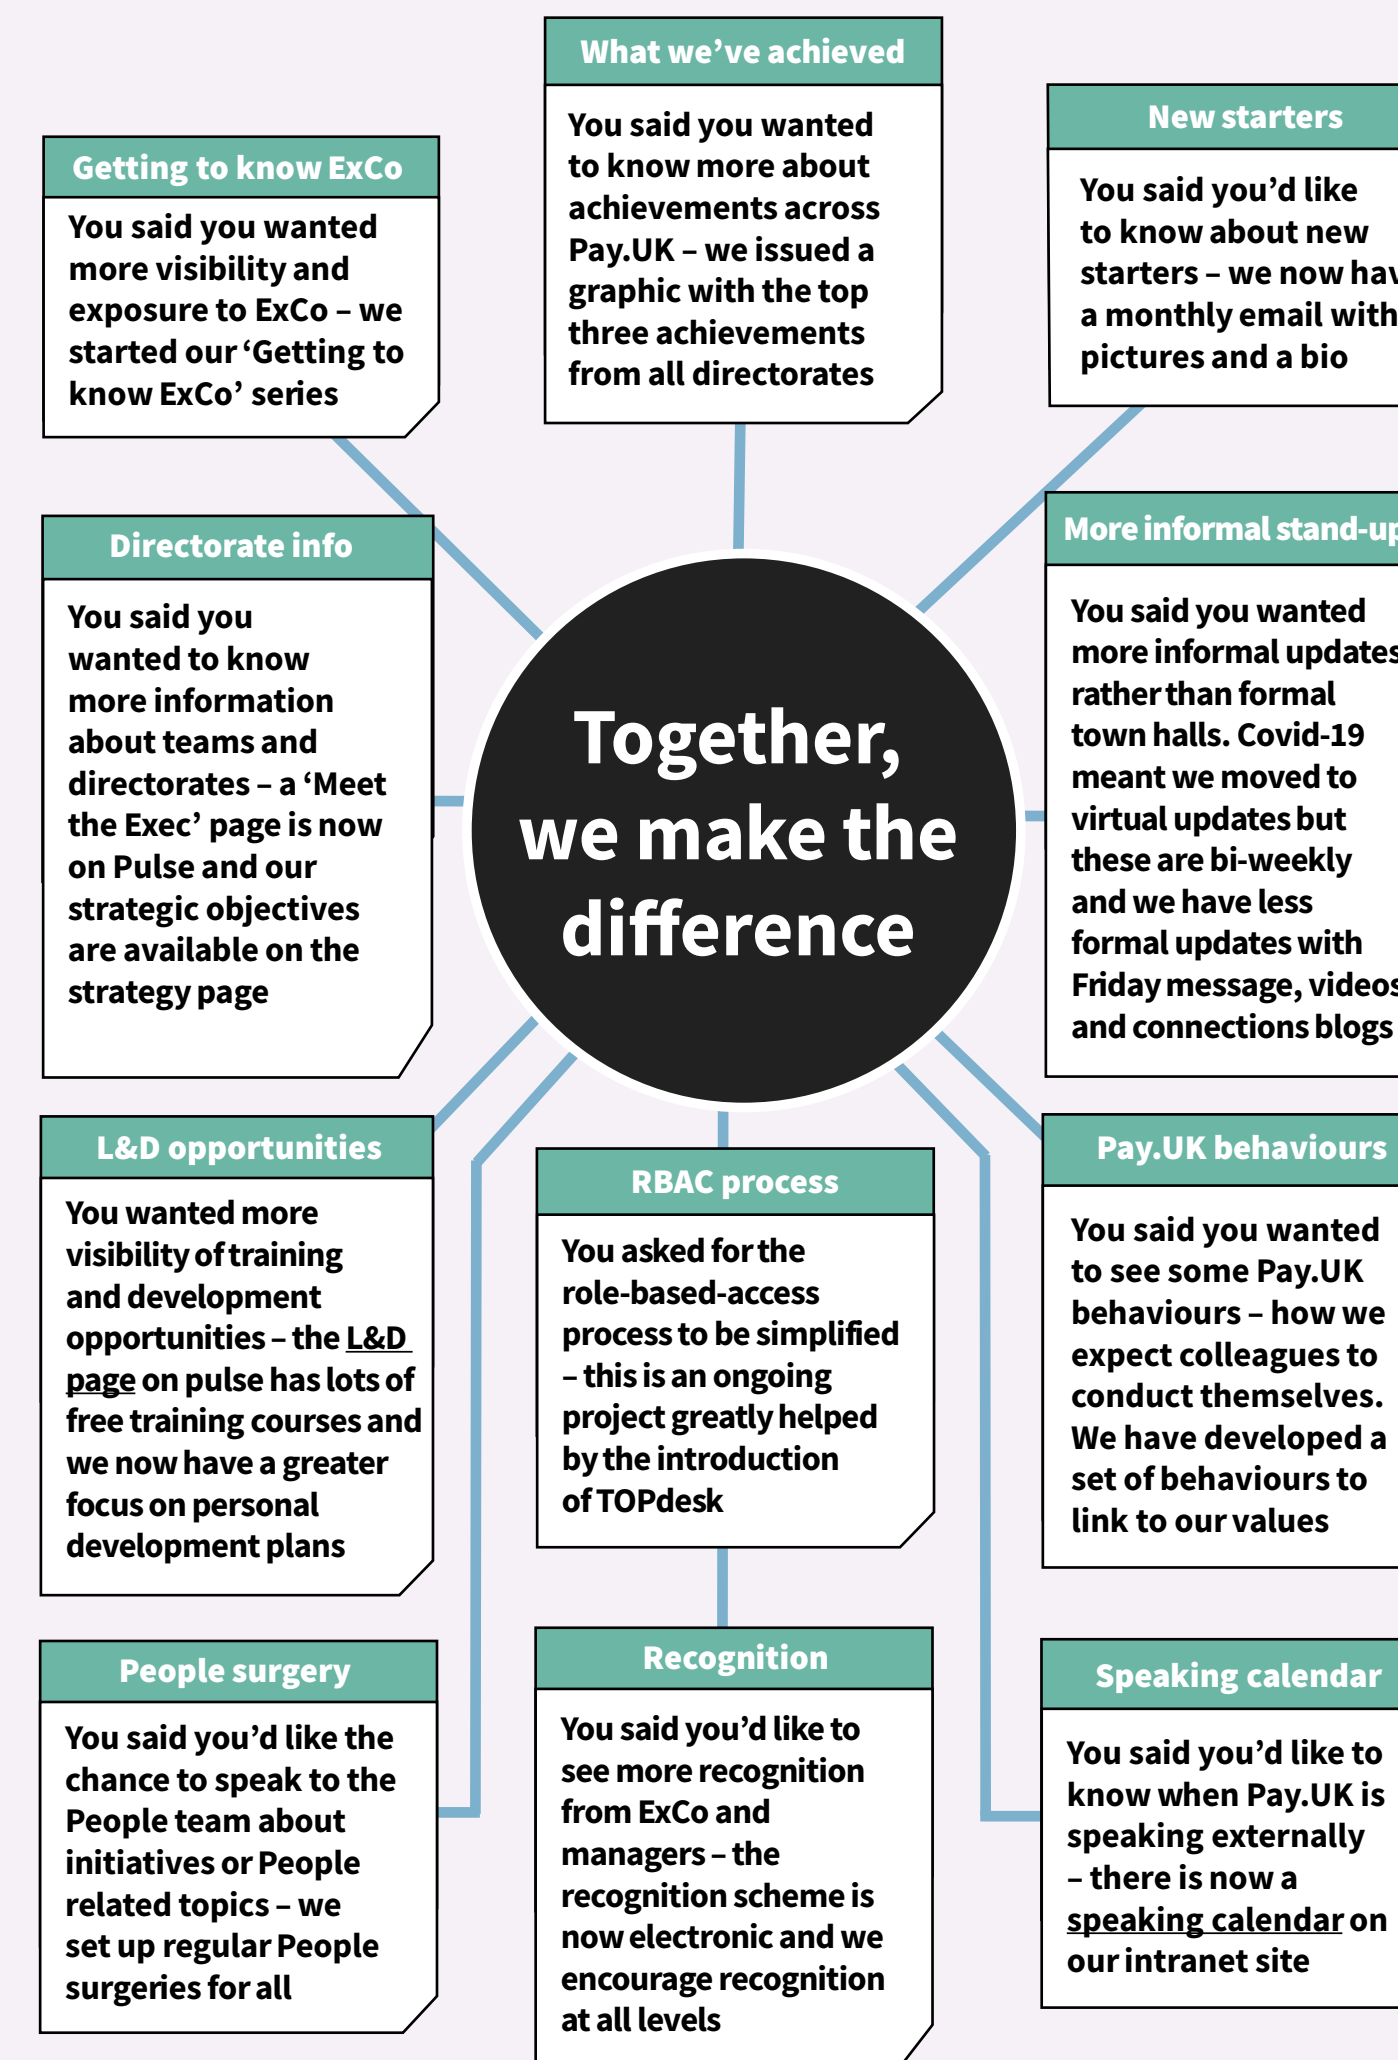 What we've achieved
You said you wanted
to know more about
achievements across
Pay.UK – we issued a
graphic with the top
three achievements
from all directorates
New starters
You said you'd like
to know about new
starters – we now hav
a monthly email with
pictures and a bio
Getting to know ExCo
You said you wanted
more visibility and
exposure to ExCo – we
started our ‘Getting to
know ExCo’ series
Directorate info
You said you
wanted to know
more information
about teams and
directorates – a ‘Meet
the Exec’ page is now
on Pulse and our
strategic objectives
are available on the
strategy page
Together,
we make the
difference
More informal stand-up
You said you wanted
more informal updates
rather than formal
town halls. Covid-19
meant we moved to
virtual updates but
these are bi-weekly
and we have less
formal updates with
Friday message, videos
and connections blogs
L&D opportunities
You wanted more
visibility of training
and development
opportunities – the L&D
page on pulse has lots of
free training courses and
we now have a greater
focus on personal
development plans
RBAC process
You asked for the
role-based-access
process to be simplified
– this is an ongoing
project greatly helped
by the introduction
of TOPdesk
Pay.UK behaviours
You said you wanted
to see some Pay.UK
behaviours – how we
expect colleagues to
conduct themselves.
We have developed a
set of behaviours to
link to our values
People surgery
You said you’d like the
chance to speak to the
People team about
initiatives or People
related topics – we
set up regular People
surgeries for all
Recognition
You said you’d like to
see more recognition
from ExCo and
managers – the
recognition scheme is
now electronic and we
encourage recognition
at all levels
Speaking calendar
You said you’d like to
know when Pay.UK is
speaking externally
– there is now a
speaking calendar on
our intranet site